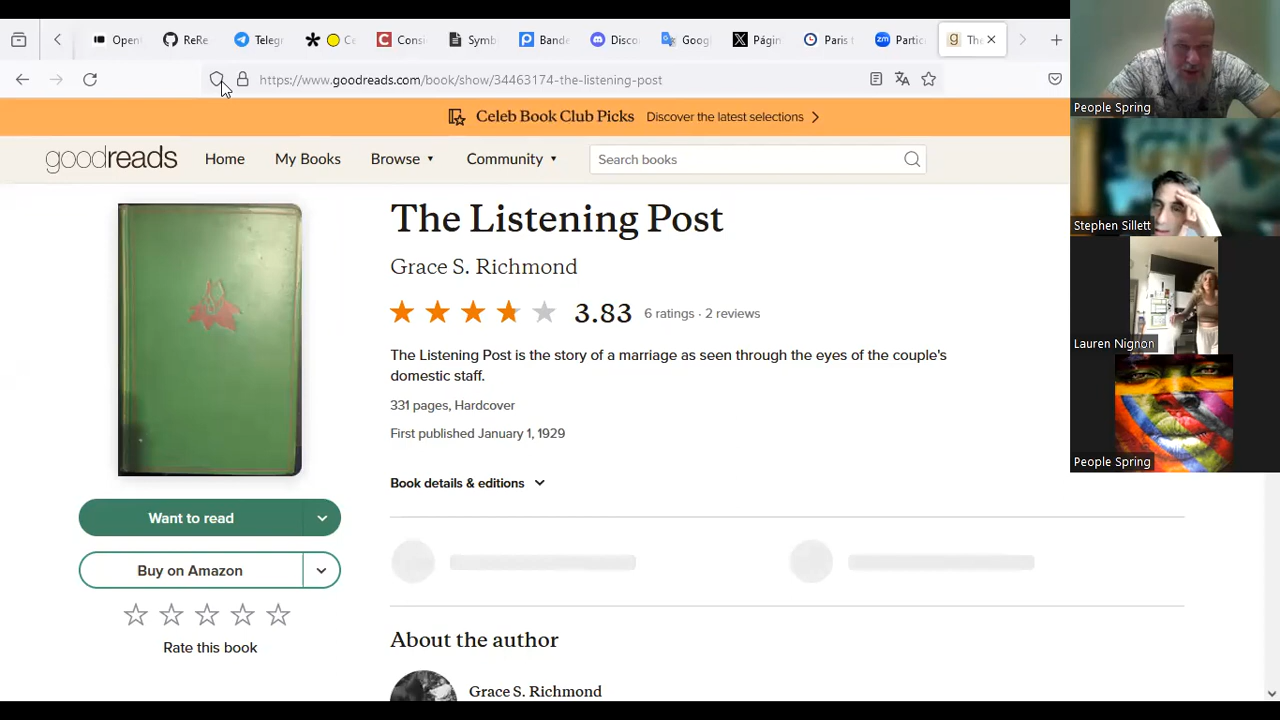 Open
ReRe
Telegr
Ce
Consi
Symb
Bande
Disco
Googl
Págin
Paris t
zm
Partic
g
The
https://www.goodreads.com/book/show/34463174-the-listening-post
Celeb Book Club Picks Discover the latest selections
goodreads
Home
My Books
Browse
Community
Search books
The Listening Post
Grace S. Richmond
3.83 6 ratings · 2 reviews
The Listening Post is the story of a marriage as seen through the eyes of the couple's
domestic staff.
331 pages, Hardcover
First published January 1, 1929
Book details & editions
Want to read
Buy on Amazon
Rate this book
About the author
Grace S. Richmond
People Spring
Stephen Sillett
Lauren Nignon
People Spring